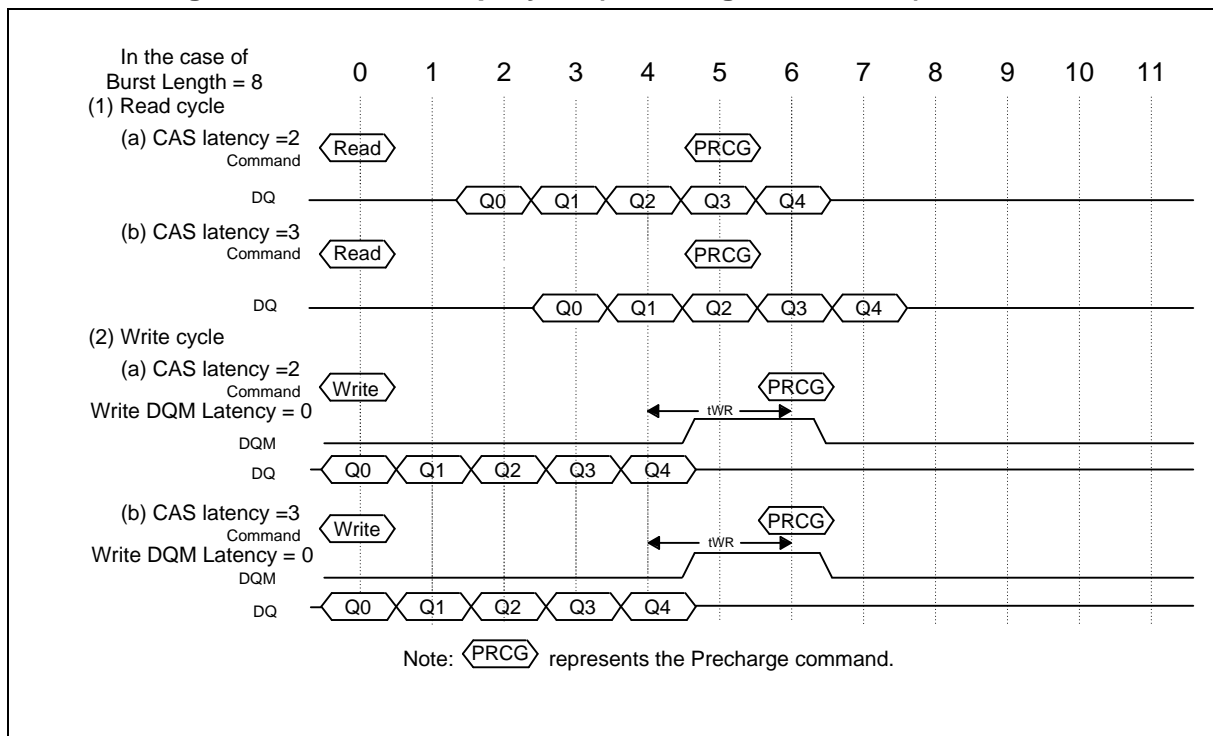 In the case of
Burst Length = 8
0 1 2 3 4 5 6 7 8 9 10 11
(1) Read cycle
(a) CAS latency =2
Command Read PRCG
DQ Q0 Q1 Q2 Q3 Q4
(b) CAS latency =3
Command Read PRCG
DQ Q0 Q1 Q2 Q3 Q4
(2) Write cycle
(a) CAS latency =2
Command Write PRCG
Write DQM Latency = 0 tWR
DQM
DQ Q0 Q1 Q2 Q3 Q4
(b) CAS latency =3
Command Write PRCG
Write DQM Latency = 0 tWR
DQM
DQ Q0 Q1 Q2 Q3 Q4
Note: PRCG represents the Precharge command.